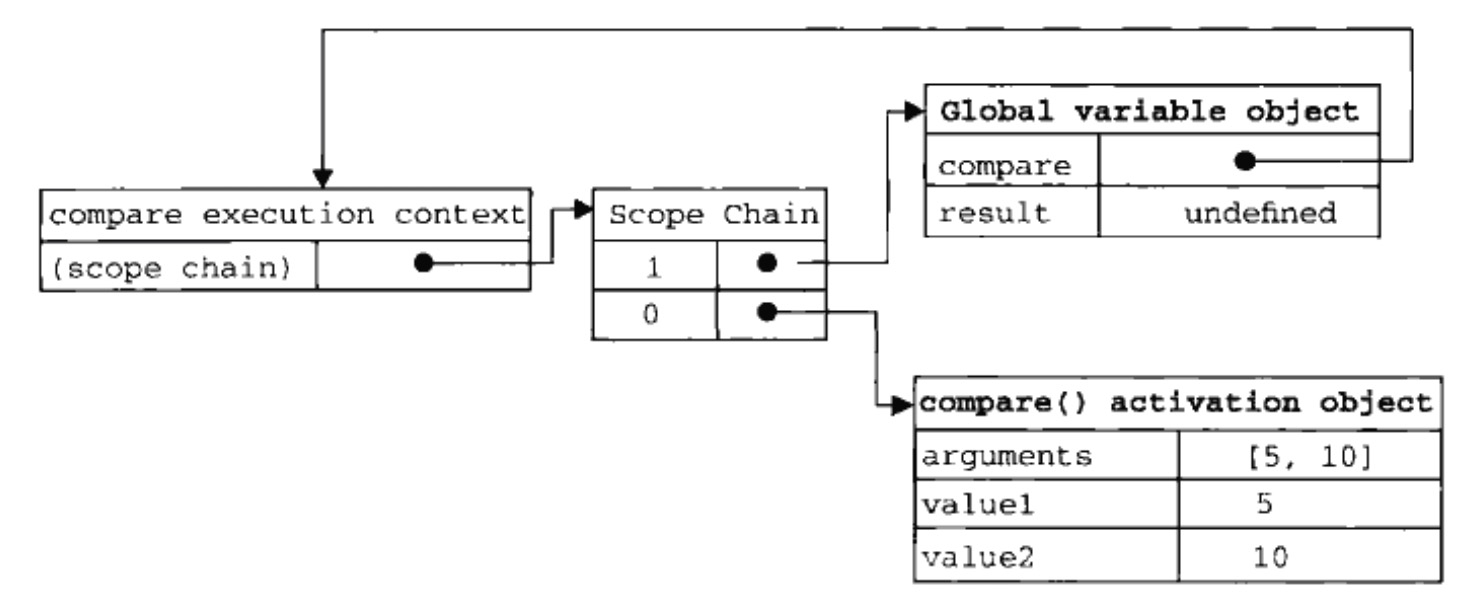 Global variable object
compare
result undefined
compare execution context
(scope chain)
Scope Chain
1
0
compare() activation object
arguments [5, 10]
value1 5
value2 10